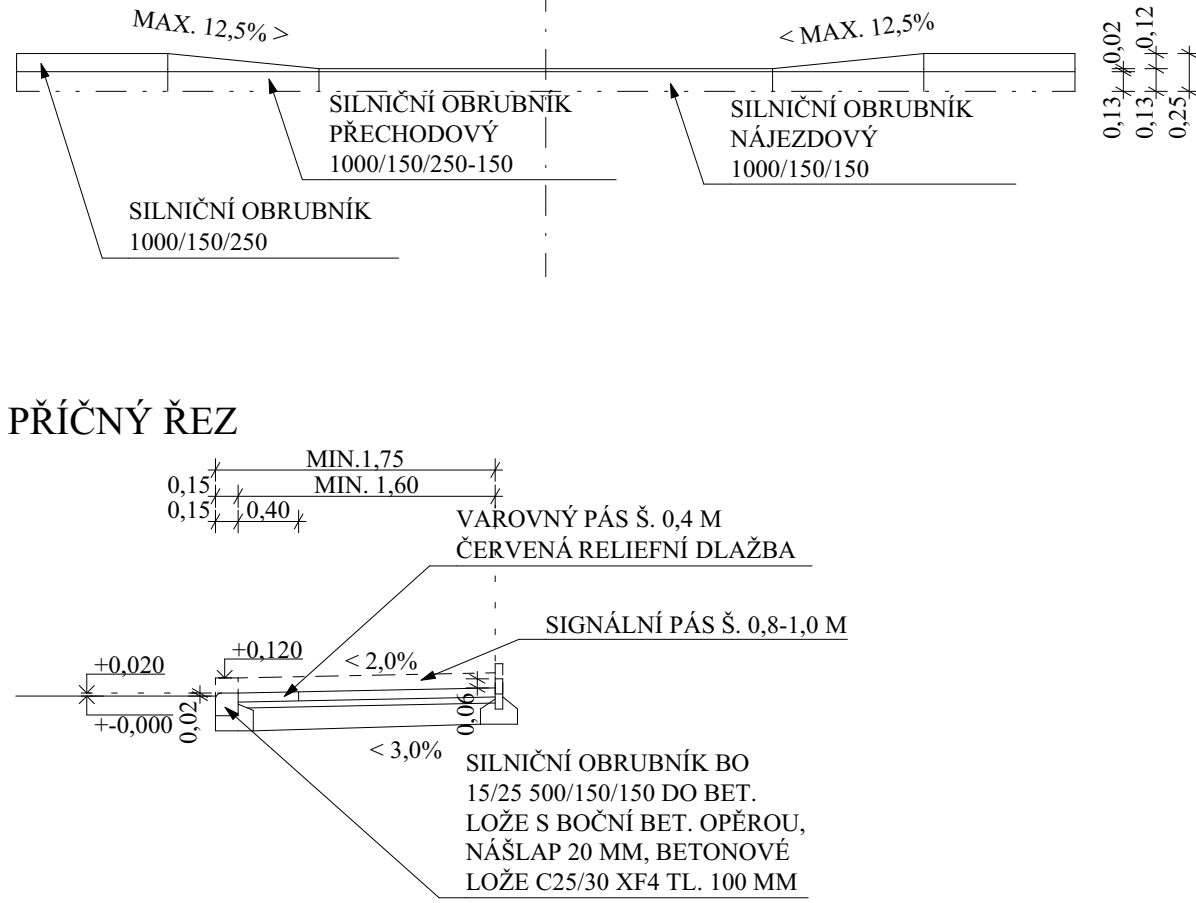 MAX. 12,5% >
< MAX. 12,5%
0,02
0,12
0,13
0,13
0,25
SILNIČNÍ OBRUBNÍK
PŘECHODOVÝ
1000/150/250-150
SILNIČNÍ OBRUBNÍK
NÁJEZDOVÝ
1000/150/150
SILNIČNÍ OBRUBNÍK
1000/150/250
PŘÍČNÝ ŘEZ
MIN.1,75
0,15
MIN. 1,60
0,15
0,40
VAROVNÝ PÁS Š. 0,4 M
ČERVENÁ RELIEFNÍ DLAŽBA
SIGNÁLNÍ PÁS Š. 0,8-1,0 M
+0,120
< 2,0%
+0,020
+-0,000
0,02
0,06
< 3,0%
SILNIČNÍ OBRUBNÍK BO
15/25 500/150/150 DO BET.
LOŽE S BOČNÍ BET. OPĚROU,
NÁŠLAP 20 MM, BETONOVÉ
LOŽE C25/30 XF4 TL. 100 MM